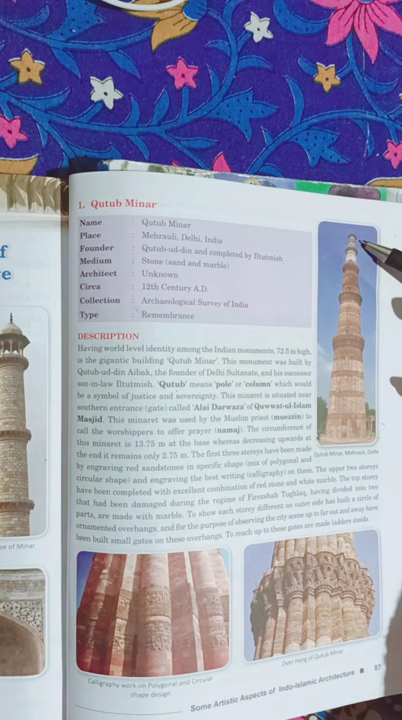 1. Qutub Minar
Name : Qutub Minar
Place : Mehrauli, Delhi, India
Founder : Qutub-ud-din and completed by Iltutmish
Medium : Stone (sand and marble)
Architect : Unknown
Circa : 12th Century A.D.
Collection : Archaeological Survey of India
Type : Remembrance
DESCRIPTION
Having world level identity among the Indian monuments, 72.5 m high,
is the gigantic building 'Qutub Minar'. This monument was built by
Qutub-ud-din Aibak, the founder of Delhi Sultanate, and his successor
son-in-law Iltutmish. 'Qutub' means 'pole' or 'column' which would
be a symbol of justice and sovereignty. This minaret is situated near
southern entrance (gate) called 'Alai Darwaza' of Quwwat-ul-Islam
Masjid. This minaret was used by the Muslim priest (muezzin) to
call the worshippers to offer prayer (namaj). The circumference of
this minaret is 13.75 m at the base whereas decreasing upwards at
the end it remains only 2.75 m. The first three storeys have been made
by engraving red sandstones in specific shape (mix of polygonal and
circular shape) and engraving the best writing (calligraphy) on them. The upper two storeys
have been completed with excellent combination of red stone and white marble. The top storey
that had been damaged during the regime of Firozshah Tughlaq, having divided into two
parts, are made with marble. To show each storey different on outer side has built a circle of
ornamented overhangs, and for the purpose of observing the city scene up to far out and away have
been built small gates on these overhangs. To reach up to these gates are made ladders inside.
Qutub Minar, Mehrauli, Delhi
Calligraphy work on Polygonal and Circular
shape design
Over Hang of Qutub Minar
Some Artistic Aspects of Indo-Islamic Architecture ■ 97
f
e
pe of Minar